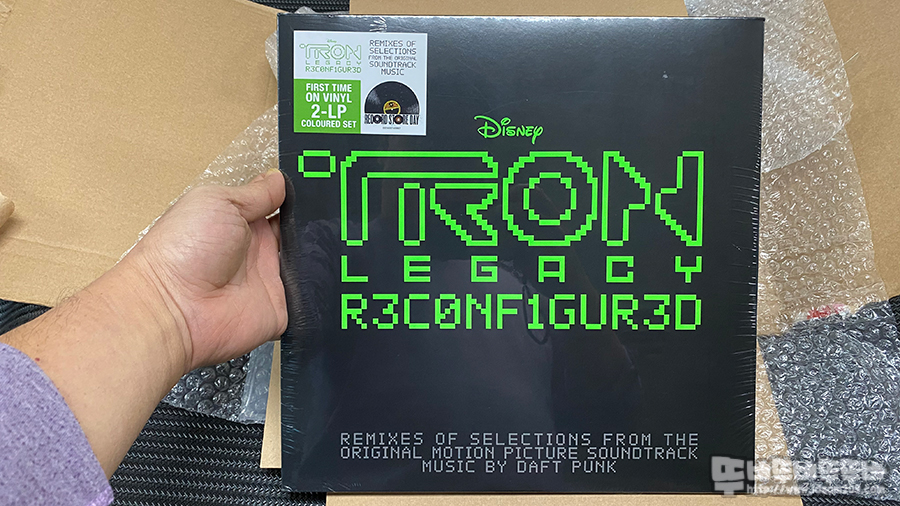 Disney
TRON
LEGACY
R3C0NF1GUR3D
FIRST TIME
ON VINYL
2-LP
COLOURED SET
REMIXES OF
SELECTIONS
FROM THE ORIGINAL
SOUNDTRACK
MUSIC
RECORD STORE DAY
Disney
TRON
LEGACY
R3C0NF1GUR3D
REMIXES OF SELECTIONS FROM THE
ORIGINAL MOTION PICTURE SOUNDTRACK
MUSIC BY DAFT PUNK